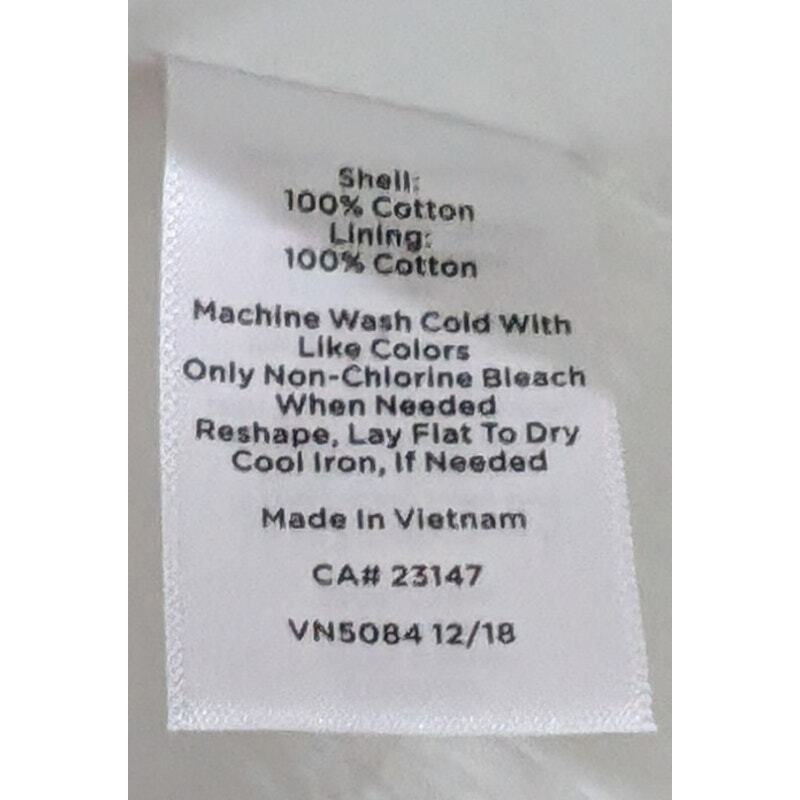 Shell:
100% Cotton
Lining:
100% Cotton
Machine Wash Cold With
Like Colors
Only Non-Chlorine Bleach
When Needed
Reshape, Lay Flat To Dry
Cool Iron, If Needed
Made In Vietnam
CA# 23147
VN5084 12/18